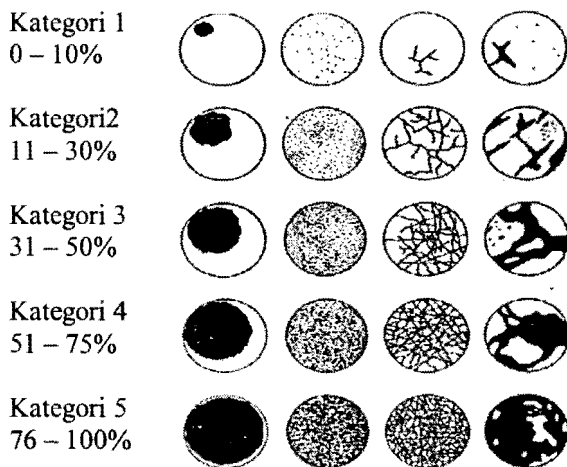 Kategori 1
0 – 10%
Kategori2
11 – 30%
Kategori 3
31 – 50%
Kategori 4
51 – 75%
Kategori 5
76 – 100%